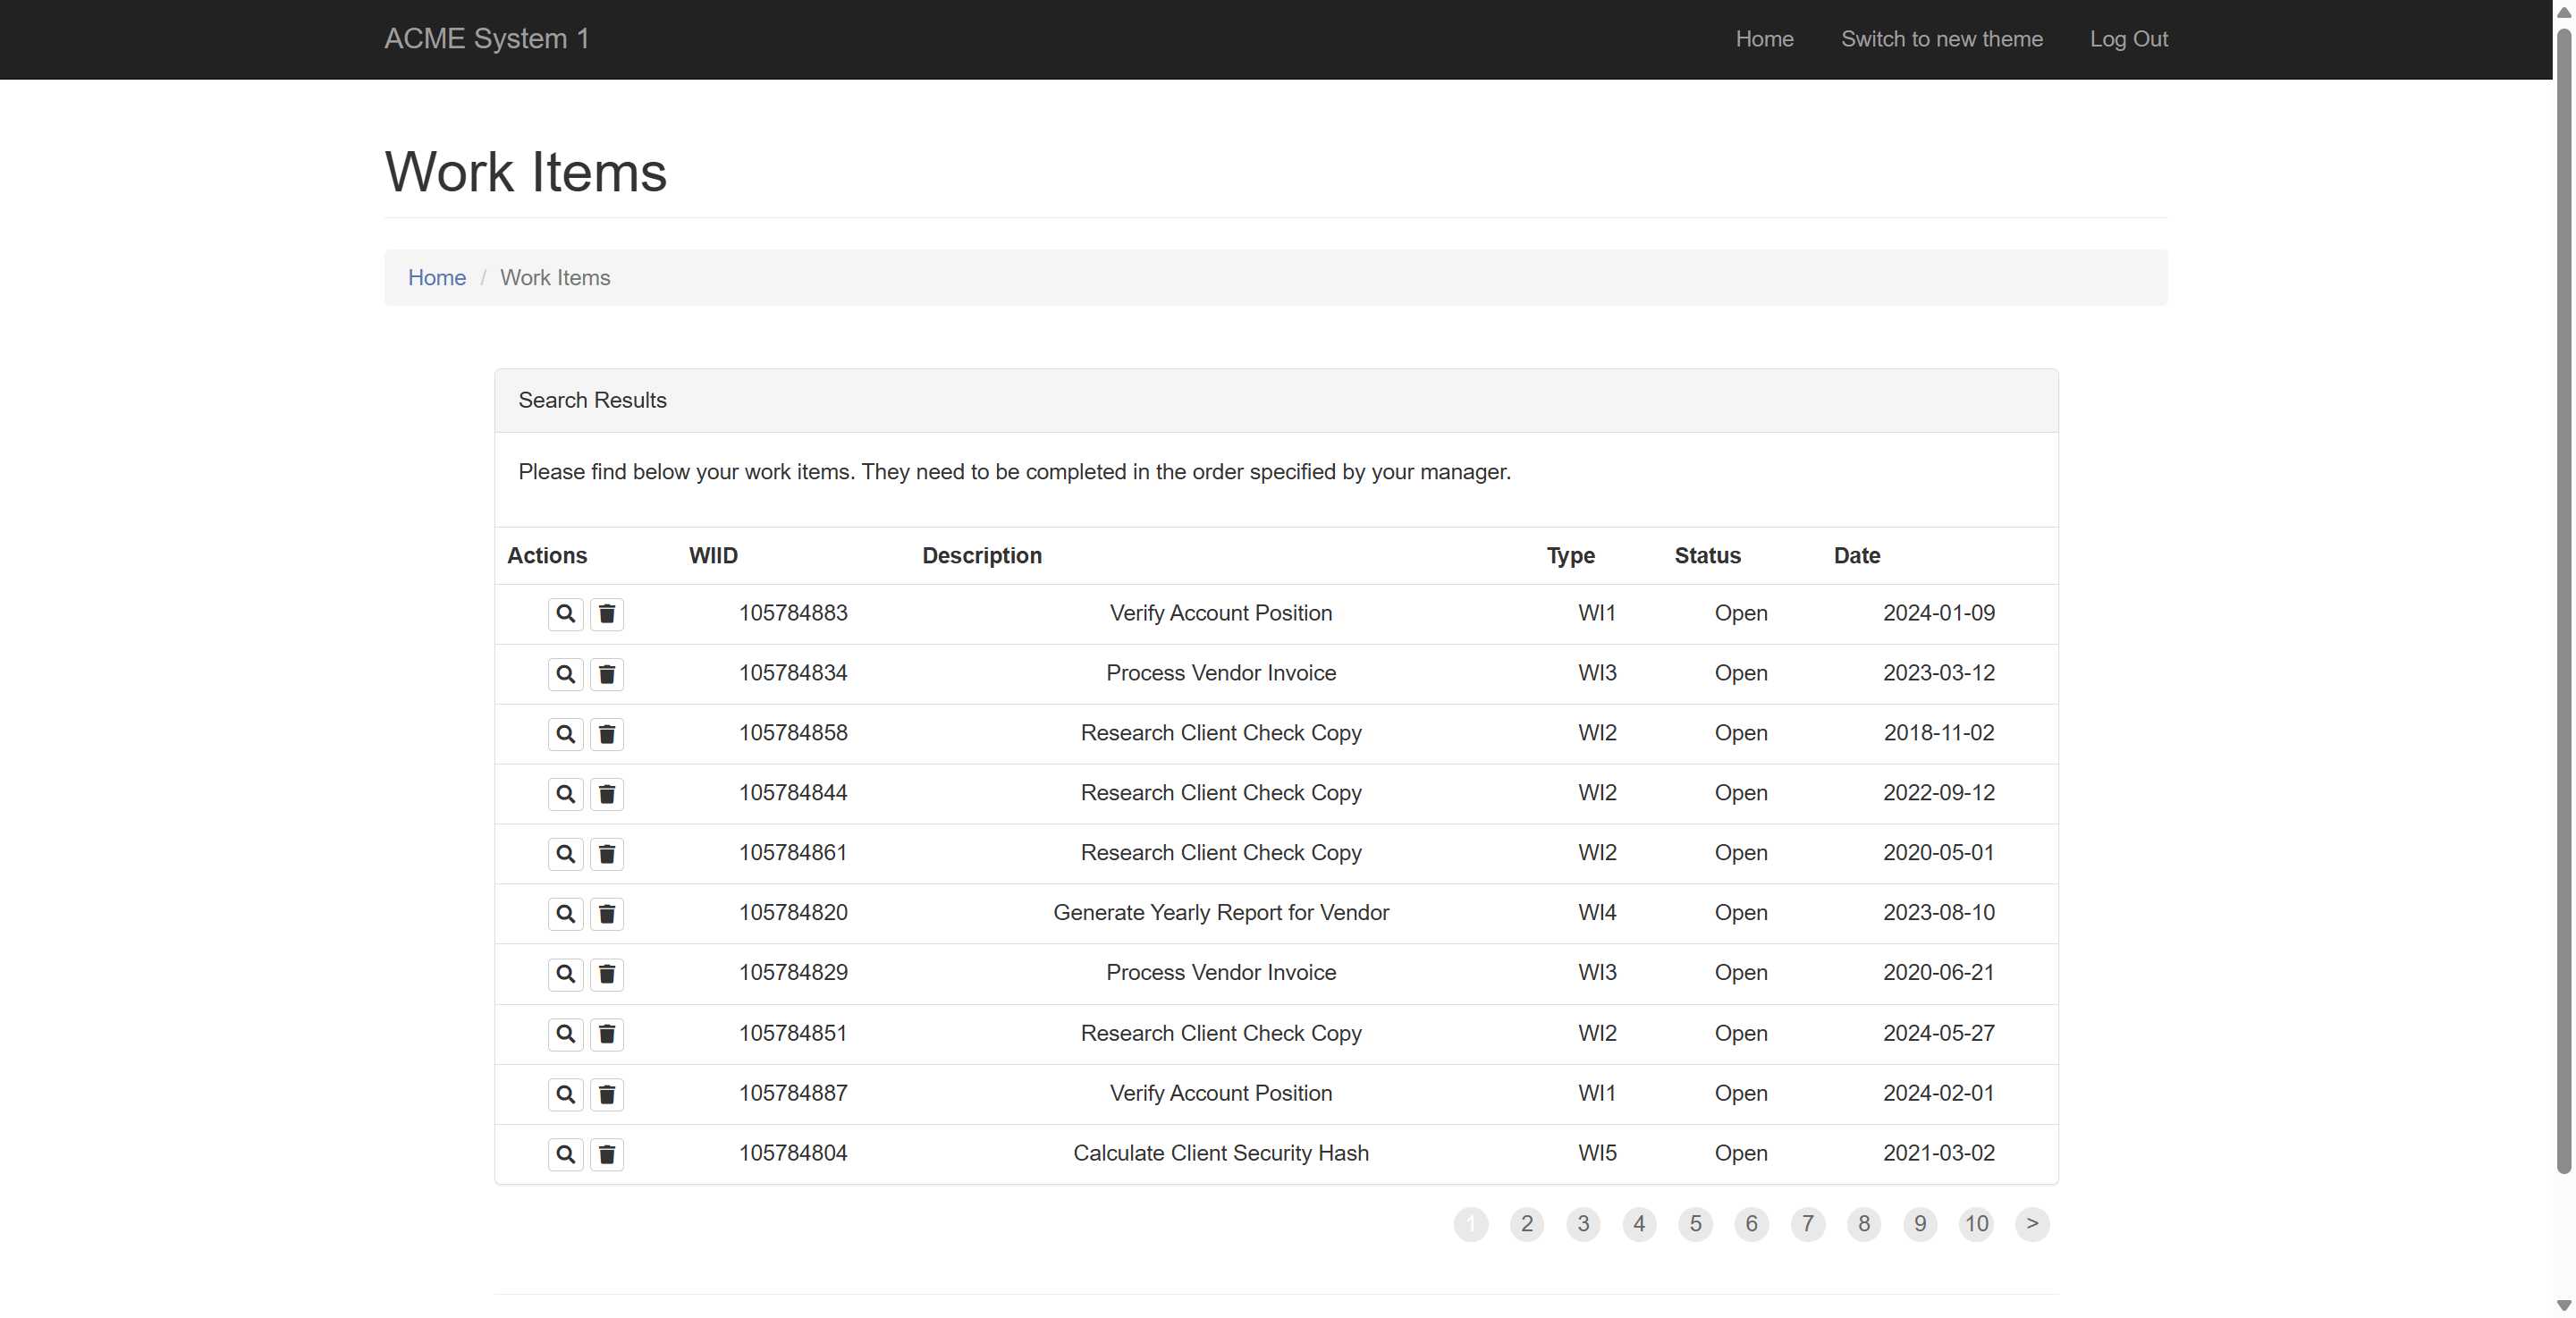 ACME System 1 Home Switch to new theme Log Out
Work Items
Home / Work Items
Search Results
Please find below your work items. They need to be completed in the order specified by your manager.
Actions WIID Description Type Status Date
105784883 Verify Account Position WI1 Open 2024-01-09
105784834 Process Vendor Invoice WI3 Open 2023-03-12
105784858 Research Client Check Copy WI2 Open 2018-11-02
105784844 Research Client Check Copy WI2 Open 2022-09-12
105784861 Research Client Check Copy WI2 Open 2020-05-01
105784820 Generate Yearly Report for Vendor WI4 Open 2023-08-10
105784829 Process Vendor Invoice WI3 Open 2020-06-21
105784851 Research Client Check Copy WI2 Open 2024-05-27
105784887 Verify Account Position WI1 Open 2024-02-01
105784804 Calculate Client Security Hash WI5 Open 2021-03-02
1 2 3 4 5 6 7 8 9 10 >